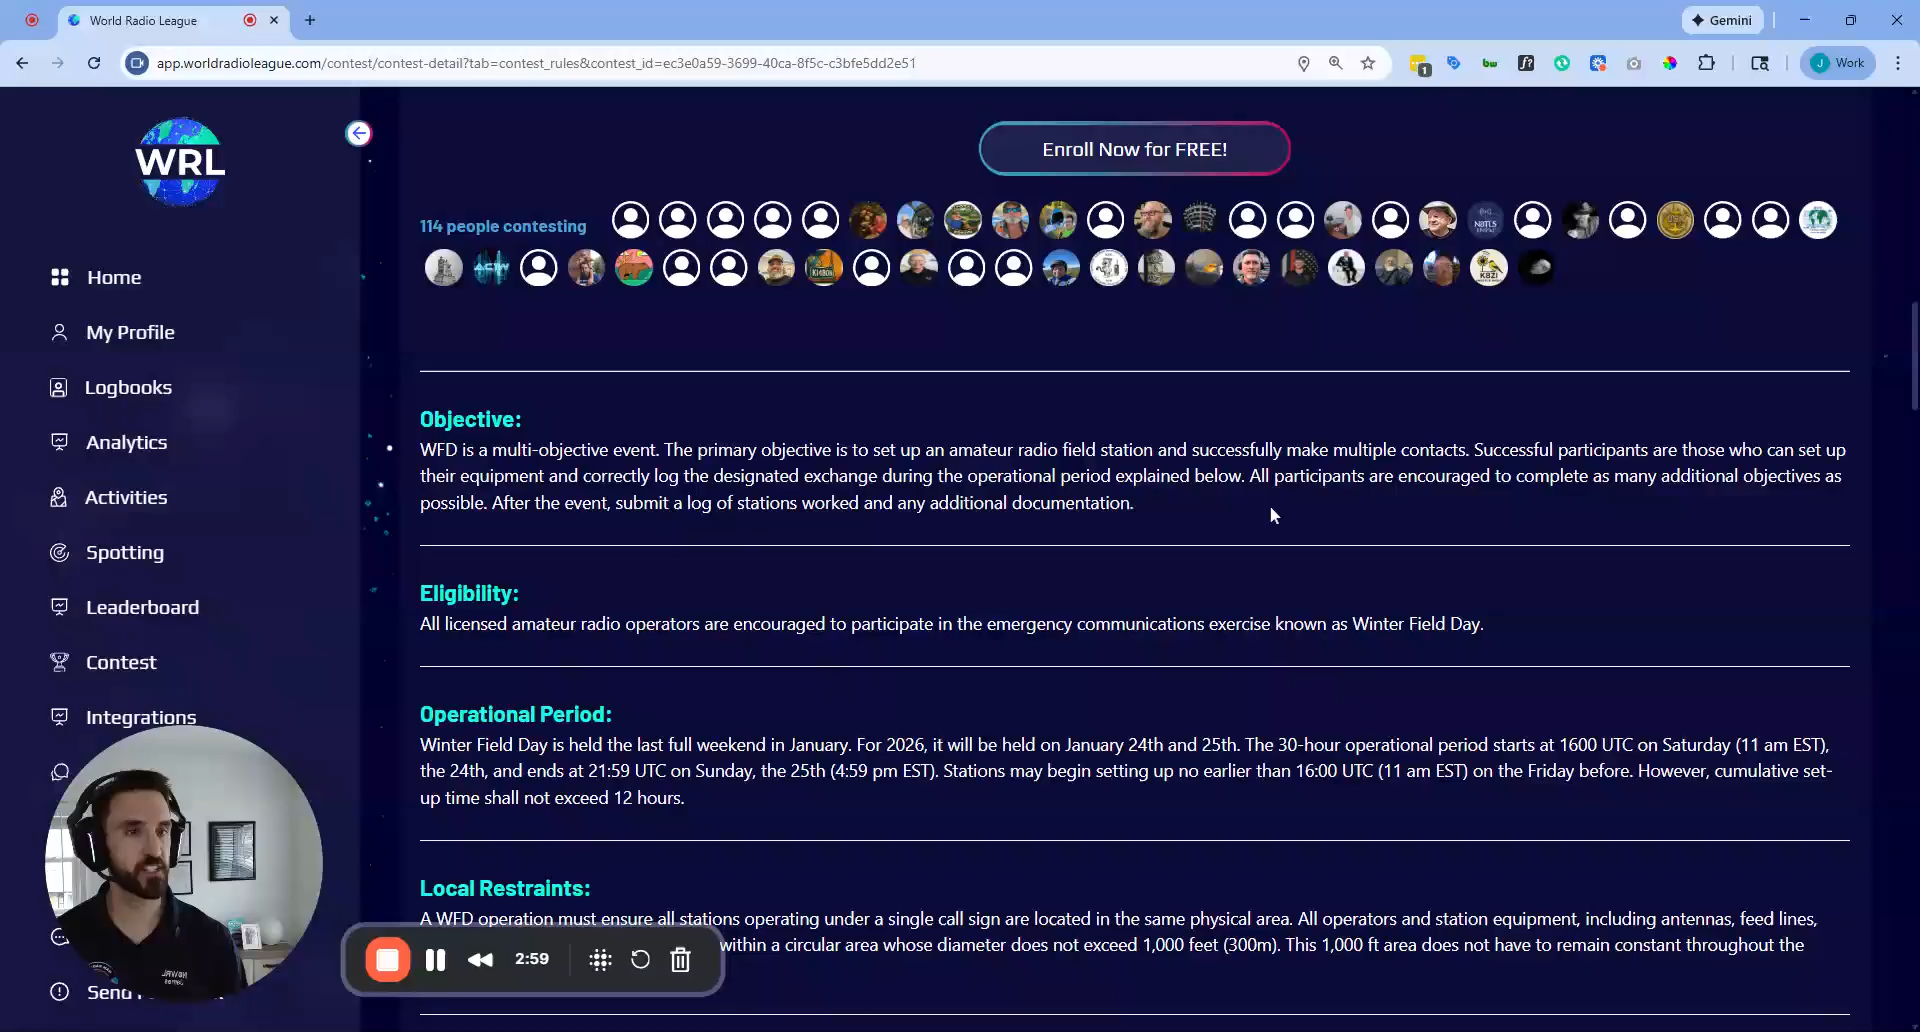 World Radio League
Gemini
app.worldradioleague.com/contest/contest-detail?tab=contest_rules&contest_id=ec3e0a59-3699-40ca-8f5c-c3bfe5dd2e51
1
bw
f?
J Work
WRL
Home
My Profile
Logbooks
Analytics
Activities
Spotting
Leaderboard
Contest
Integrations
Send
Enroll Now for FREE!
114 people contesting
Objective:
WFD is a multi-objective event. The primary objective is to set up an amateur radio field station and successfully make multiple contacts. Successful participants are those who can set up
their equipment and correctly log the designated exchange during the operational period explained below. All participants are encouraged to complete as many additional objectives as
possible. After the event, submit a log of stations worked and any additional documentation.
Eligibility:
All licensed amateur radio operators are encouraged to participate in the emergency communications exercise known as Winter Field Day.
Operational Period:
Winter Field Day is held the last full weekend in January. For 2026, it will be held on January 24th and 25th. The 30-hour operational period starts at 1600 UTC on Saturday (11 am EST),
the 24th, and ends at 21:59 UTC on Sunday, the 25th (4:59 pm EST). Stations may begin setting up no earlier than 16:00 UTC (11 am EST) on the Friday before. However, cumulative set-
up time shall not exceed 12 hours.
Local Restraints:
A WFD operation must ensure all stations operating under a single call sign are located in the same physical area. All operators and station equipment, including antennas, feed lines,
within a circular area whose diameter does not exceed 1,000 feet (300m). This 1,000 ft area does not have to remain constant throughout the
2:59